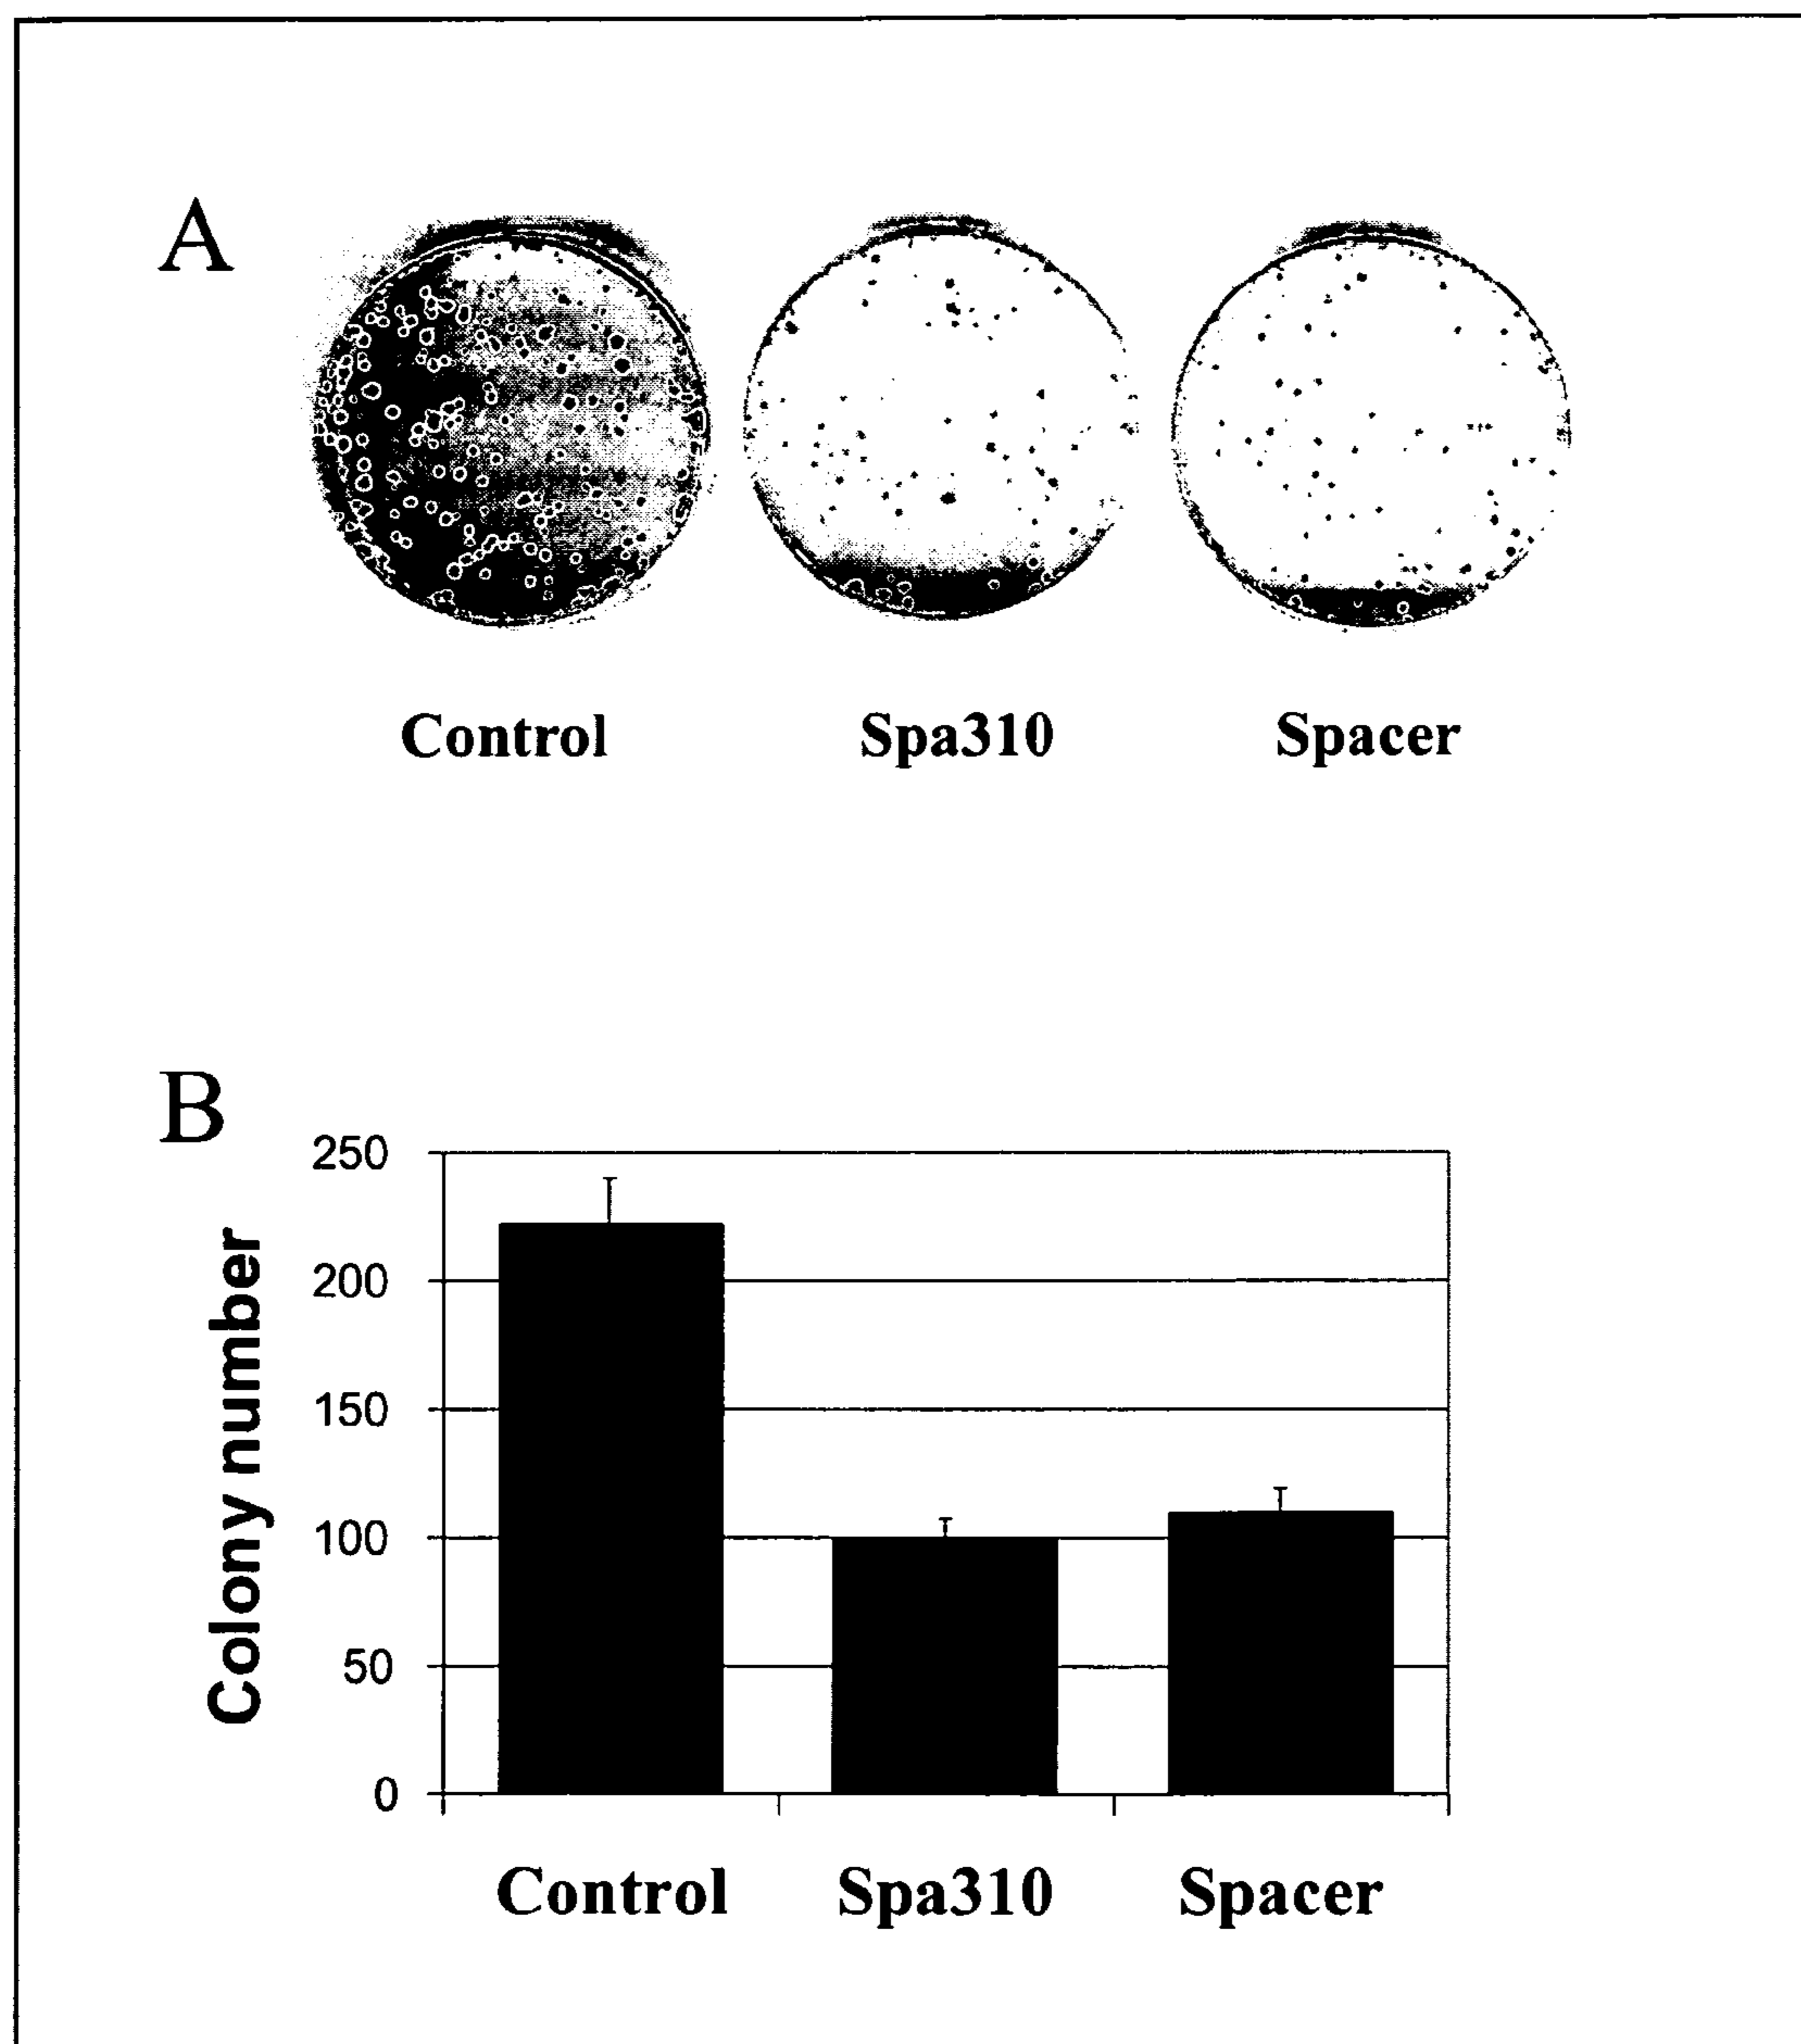 A
Control Spa310 Spacer
B
250
200
150
100
50
0
Colony number
Control Spa310 Spacer